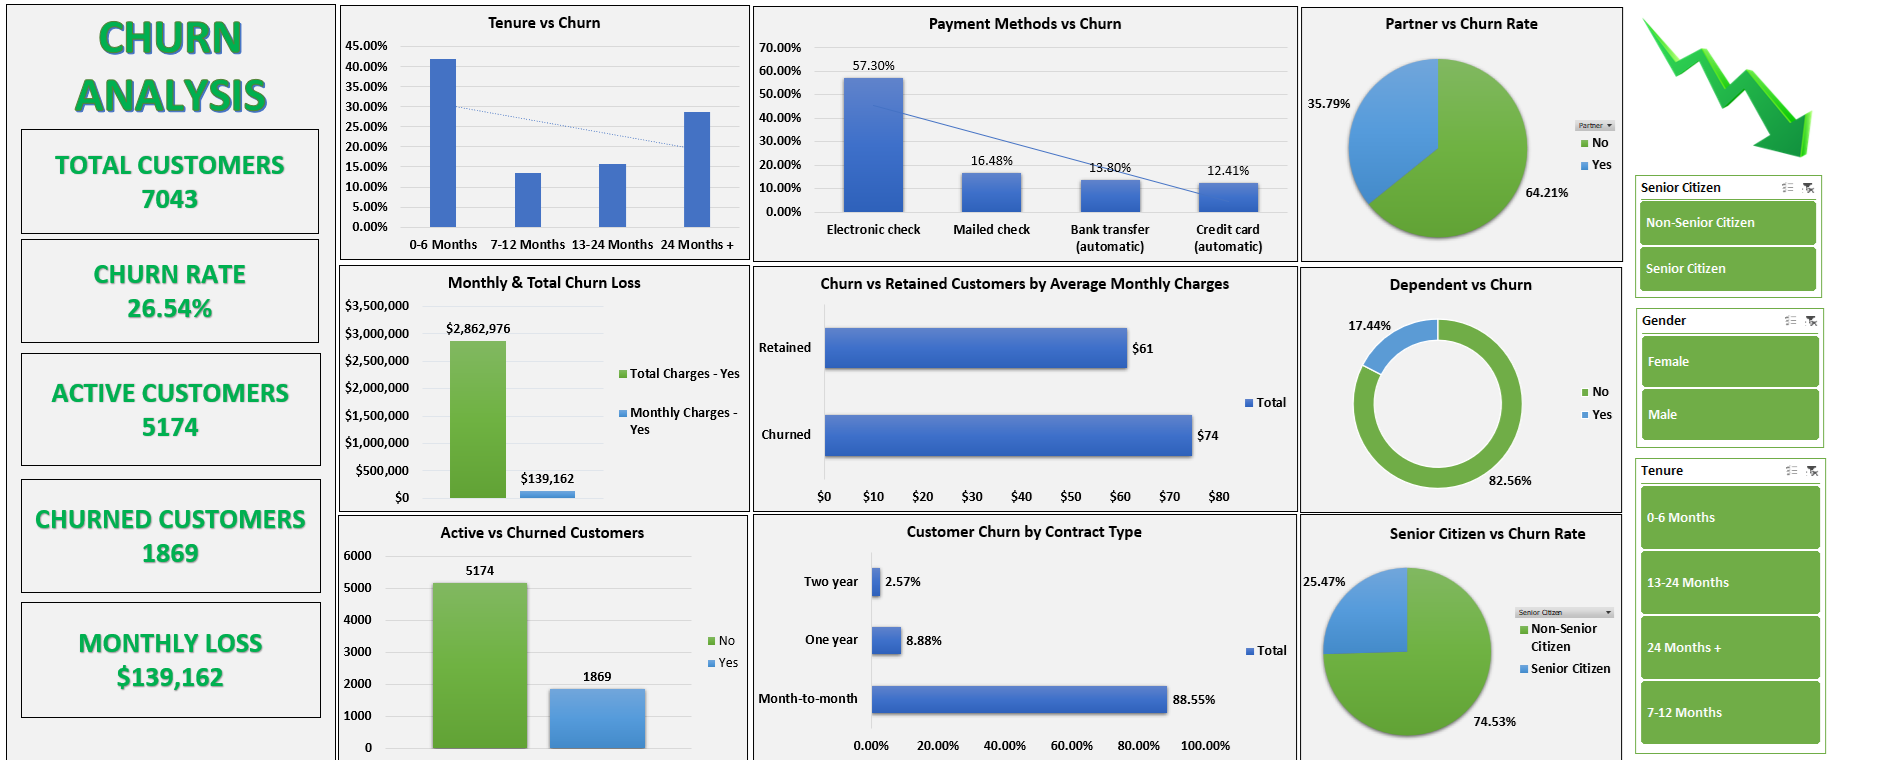 CHURN
ANALYSIS
TOTAL CUSTOMERS
7043
CHURN RATE
26.54%
ACTIVE CUSTOMERS
5174
CHURNED CUSTOMERS
1869
MONTHLY LOSS
$139,162
Tenure vs Churn
45.00%
40.00%
35.00%
30.00%
25.00%
20.00%
15.00%
10.00%
5.00%
0.00%
0-6 Months 7-12 Months 13-24 Months 24 Months +
Payment Methods vs Churn
70.00%
60.00%
50.00%
40.00%
30.00%
20.00%
10.00%
0.00%
57.30%
16.48%
13.80%
12.41%
Electronic check
Mailed check
Bank transfer
(automatic)
Credit card
(automatic)
Partner vs Churn Rate
35.79%
64.21%
Partner
No
Yes
Monthly & Total Churn Loss
$3,500,000
$3,000,000
$2,500,000
$2,000,000
$1,500,000
$1,000,000
$500,000
$0
$2,862,976
$139,162
Total Charges - Yes
Monthly Charges -
Yes
Churn vs Retained Customers by Average Monthly Charges
Retained
$61
Churned
$74
$0 $10 $20 $30 $40 $50 $60 $70 $80
Total
Dependent vs Churn
17.44%
82.56%
No
Yes
Active vs Churned Customers
6000
5000
4000
3000
2000
1000
0
5174
1869
No
Yes
Customer Churn by Contract Type
Two year
2.57%
One year
8.88%
Month-to-month
88.55%
0.00% 20.00% 40.00% 60.00% 80.00% 100.00%
Total
Senior Citizen vs Churn Rate
25.47%
74.53%
Senior Citizen
Non-Senior
Citizen
Senior Citizen
Senior Citizen
Non-Senior Citizen
Senior Citizen
Gender
Female
Male
Tenure
0-6 Months
13-24 Months
24 Months +
7-12 Months